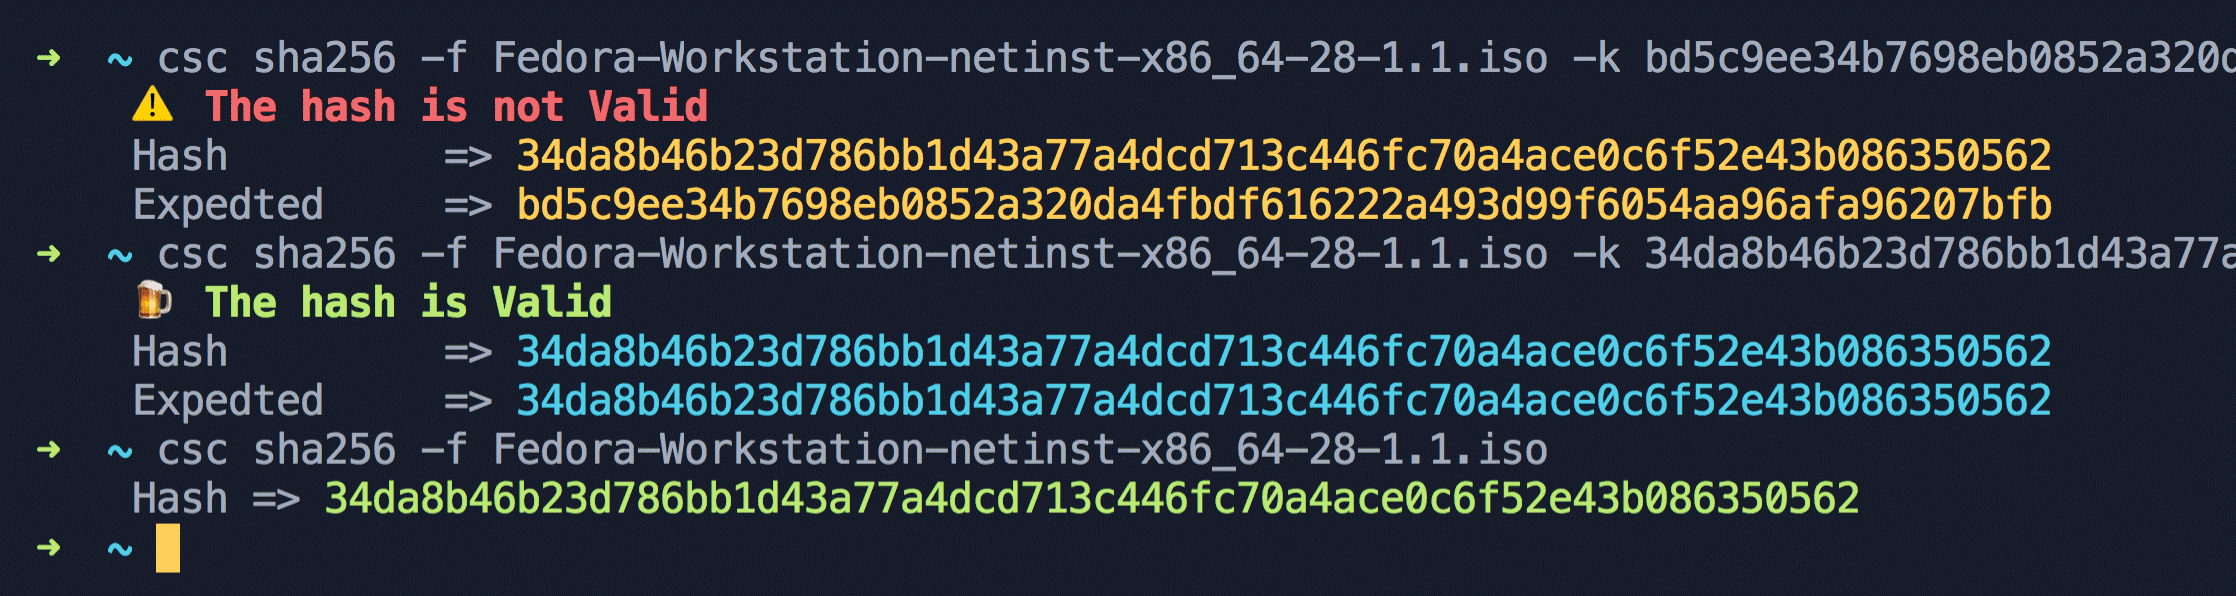 ➜ ~ csc sha256 -f Fedora-Workstation-netinst-x86_64-28-1.1.iso -k bd5c9ee34b7698eb0852a320d
⚠️ The hash is not Valid
Hash => 34da8b46b23d786bb1d43a77a4dcd713c446fc70a4ace0c6f52e43b086350562
Expedted => bd5c9ee34b7698eb0852a320da4fbdf616222a493d99f6054aa96afa96207bfb
➜ ~ csc sha256 -f Fedora-Workstation-netinst-x86_64-28-1.1.iso -k 34da8b46b23d786bb1d43a77a
🍺 The hash is Valid
Hash => 34da8b46b23d786bb1d43a77a4dcd713c446fc70a4ace0c6f52e43b086350562
Expedted => 34da8b46b23d786bb1d43a77a4dcd713c446fc70a4ace0c6f52e43b086350562
➜ ~ csc sha256 -f Fedora-Workstation-netinst-x86_64-28-1.1.iso
Hash => 34da8b46b23d786bb1d43a77a4dcd713c446fc70a4ace0c6f52e43b086350562
➜ ~